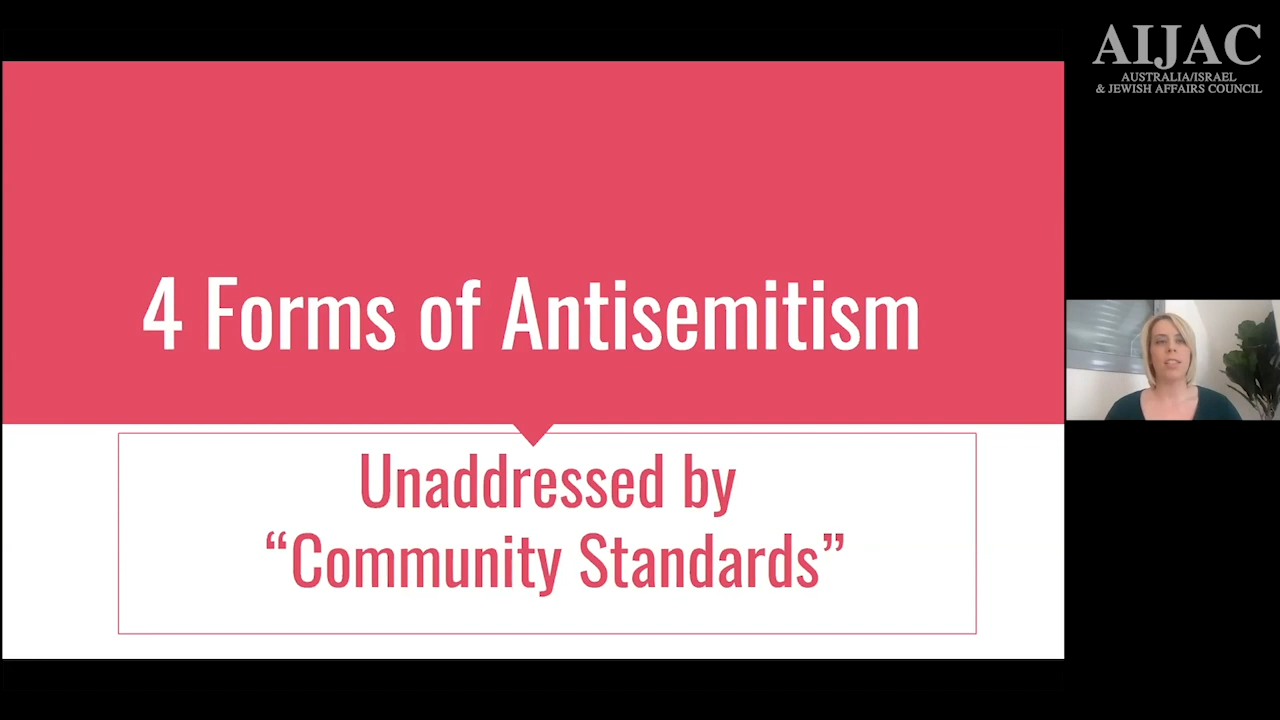 AIJAC
AUSTRALIA/ISRAEL
& JEWISH AFFAIRS COUNCIL
4 Forms of Antisemitism
Unaddressed by
“Community Standards”